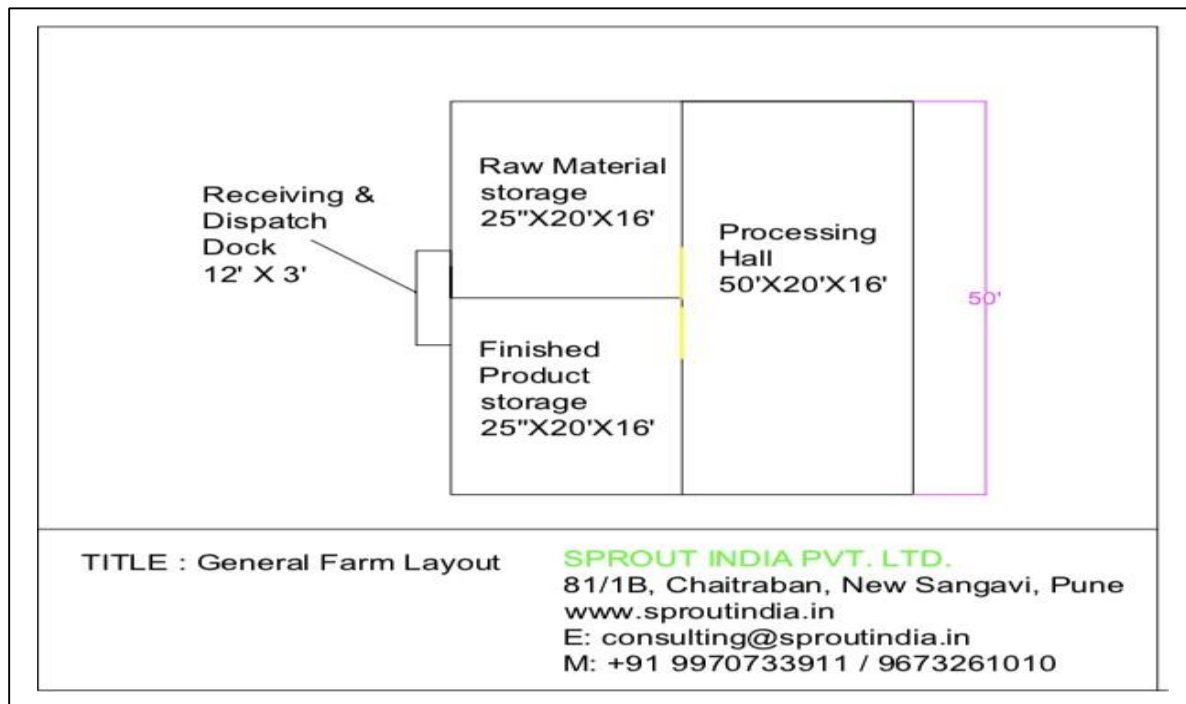 Raw Material
storage
25"X20'X16'
Receiving &
Dispatch
Dock
12' X 3'
Processing
Hall
50'X20'X16'
50'
Finished
Product
storage
25"X20'X16'
TITLE : General Farm Layout
SPROUT INDIA PVT. LTD.
81/1B, Chaitraban, New Sangavi, Pune
www.sproutindia.in
E: consulting@sproutindia.in
M: +91 9970733911 / 9673261010